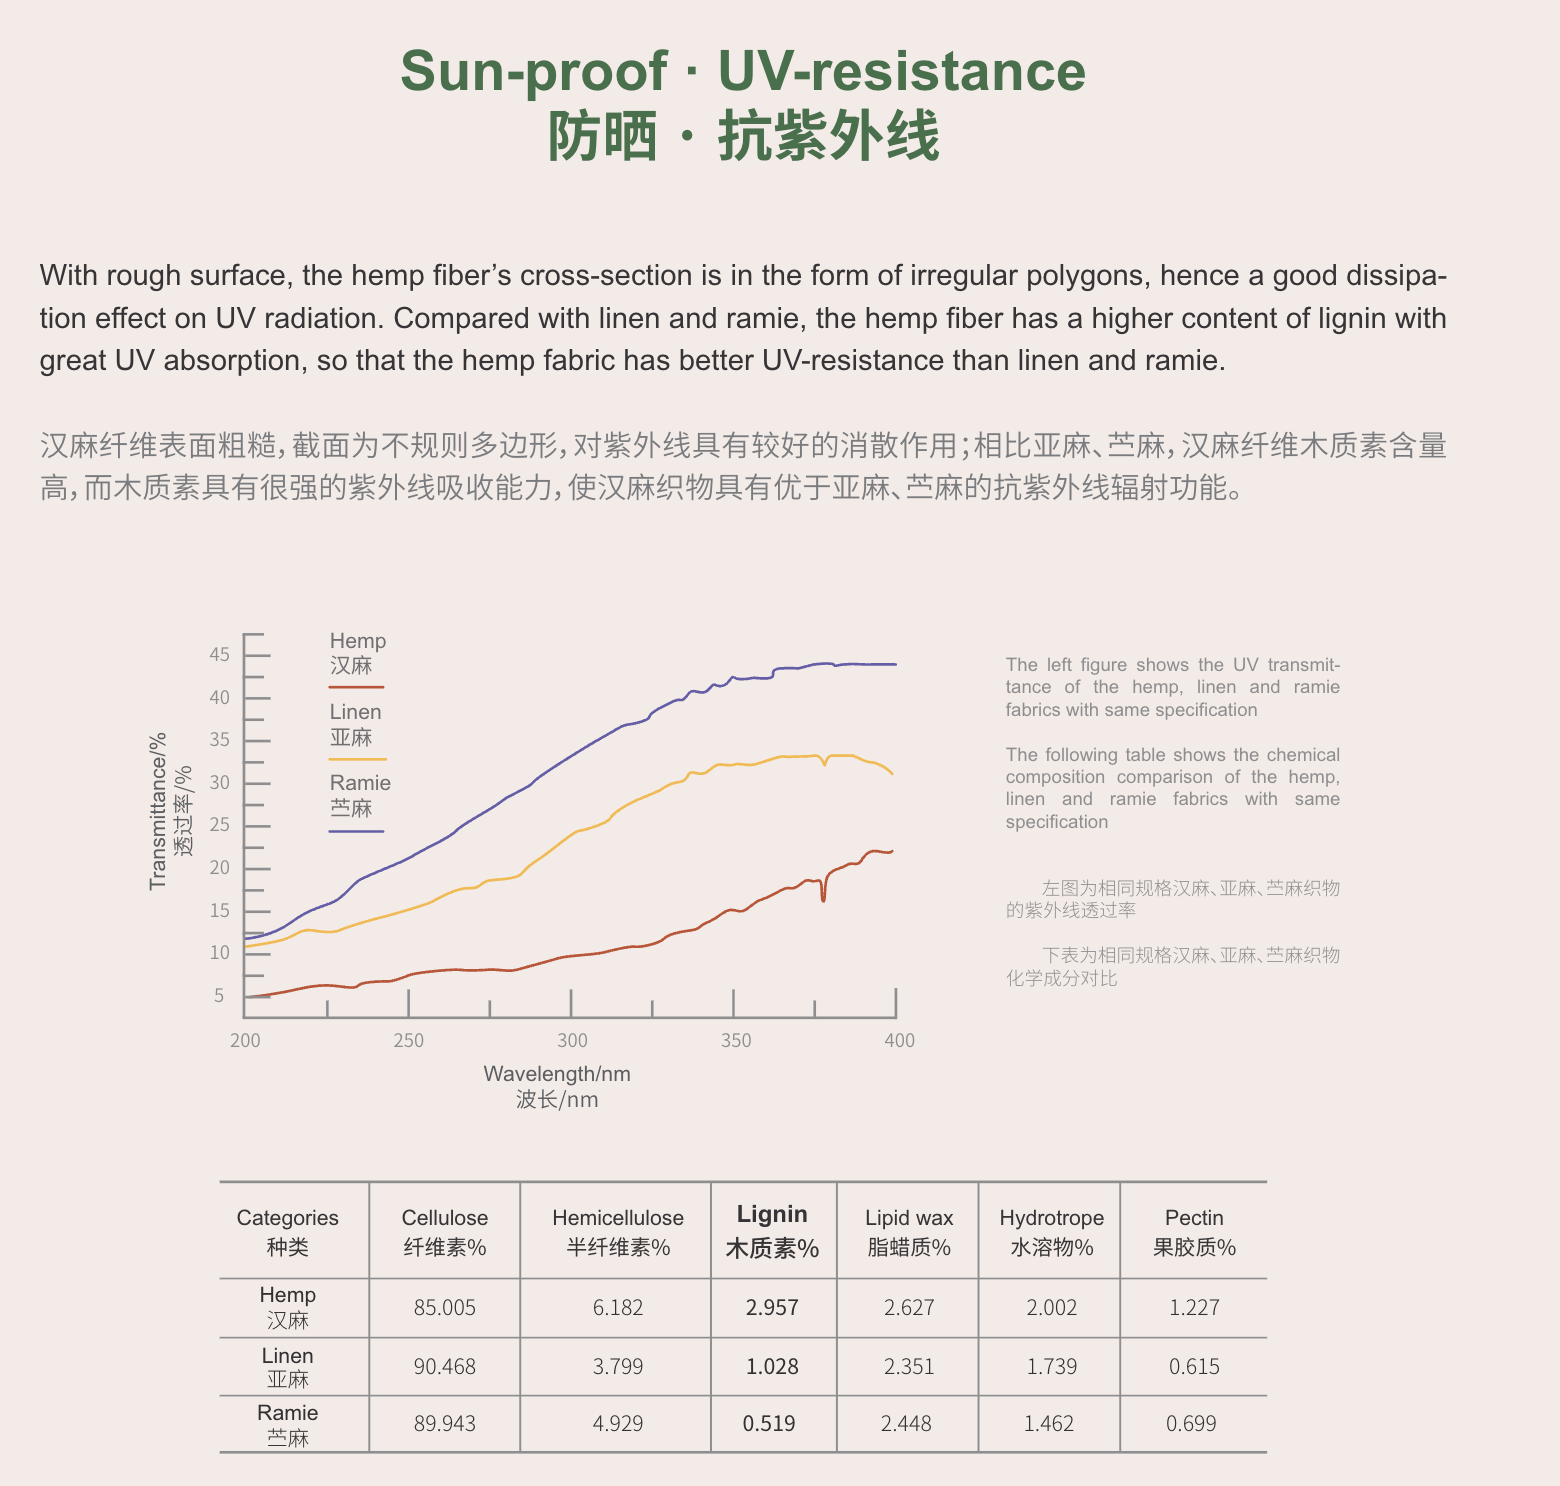 Sun-proof · UV-resistance
防晒 · 抗紫外线
With rough surface, the hemp fiber’s cross-section is in the form of irregular polygons, hence a good dissipa-
tion effect on UV radiation. Compared with linen and ramie, the hemp fiber has a higher content of lignin with
great UV absorption, so that the hemp fabric has better UV-resistance than linen and ramie.
汉麻纤维表面粗糙，截面为不规则多边形，对紫外线具有较好的消散作用；相比亚麻、苎麻，汉麻纤维木质素含量
高，而木质素具有很强的紫外线吸收能力，使汉麻织物具有优于亚麻、苎麻的抗紫外线辐射功能。
Transmittance/%
透过率/%
45
40
35
30
25
20
15
10
5
Hemp
汉麻
Linen
亚麻
Ramie
苎麻
200 250 300 350 400
Wavelength/nm
波长/nm
The left figure shows the UV transmit-
tance of the hemp, linen and ramie
fabrics with same specification
The following table shows the chemical
composition comparison of the hemp,
linen and ramie fabrics with same
specification
左图为相同规格汉麻、亚麻、苎麻织物
的紫外线透过率
下表为相同规格汉麻、亚麻、苎麻织物
化学成分对比
Categories Cellulose Hemicellulose Lignin Lipid wax Hydrotrope Pectin
种类 纤维素% 半纤维素% 木质素% 脂蜡质% 水溶物% 果胶质%
Hemp
汉麻 85.005 6.182 2.957 2.627 2.002 1.227
Linen
亚麻 90.468 3.799 1.028 2.351 1.739 0.615
Ramie
苎麻 89.943 4.929 0.519 2.448 1.462 0.699